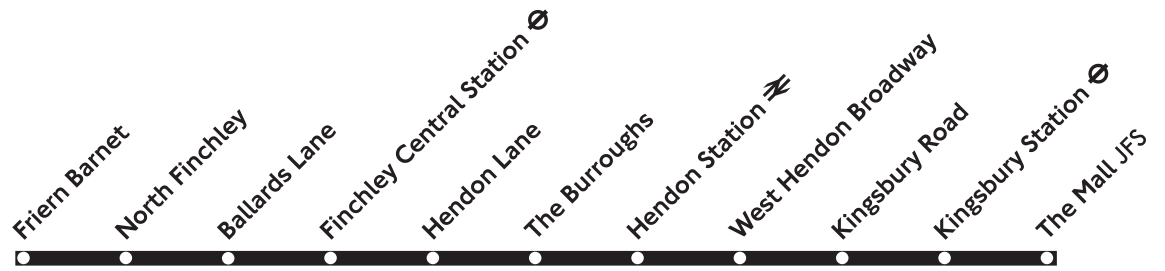 Friern Barnet
North Finchley
Ballards Lane
Finchley Central Station
Hendon Lane
The Burroughs
Hendon Station
West Hendon Broadway
Kingsbury Road
Kingsbury Station
The Mall JFS